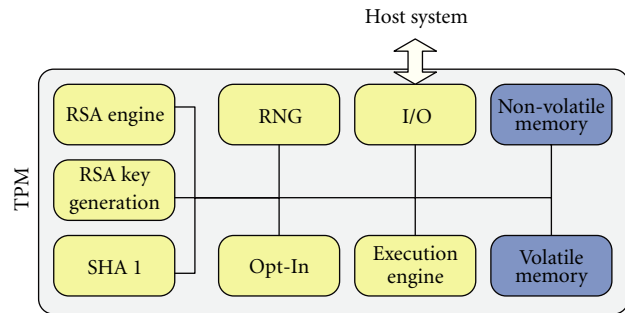 Host system
TPM
RSA engine
RNG
I/O
Non-volatile
memory
RSA key
generation
SHA 1
Opt-In
Execution
engine
Volatile
memory